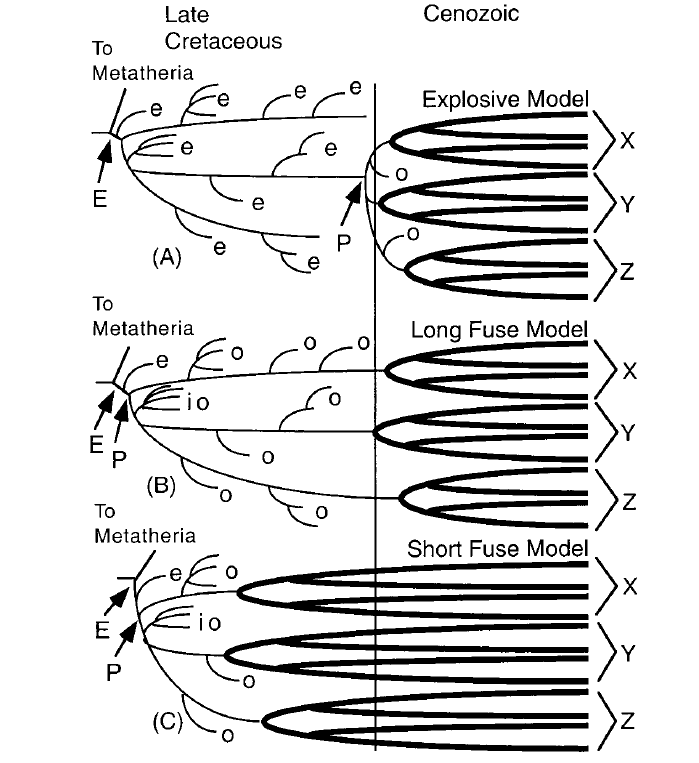 Late
Cretaceous
Cenozoic
To
Metatheria
e
e
e
e
Explosive Model
X
e
e
o
E
e
Y
P
o
(A)
e
e
Z
To
Metatheria
Long Fuse Model
e
o
o
o
X
i o
o
E
P
Y
o
(B)
o
o
Z
To
Metatheria
Short Fuse Model
e
o
X
E
i o
P
Y
o
(C)
o
Z